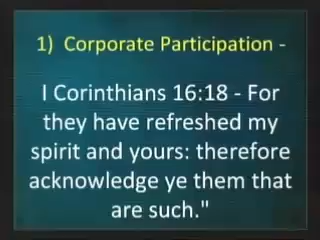 1) Corporate Participation -
I Corinthians 16:18 - For
they have refreshed my
spirit and yours: therefore
acknowledge ye them that
are such."